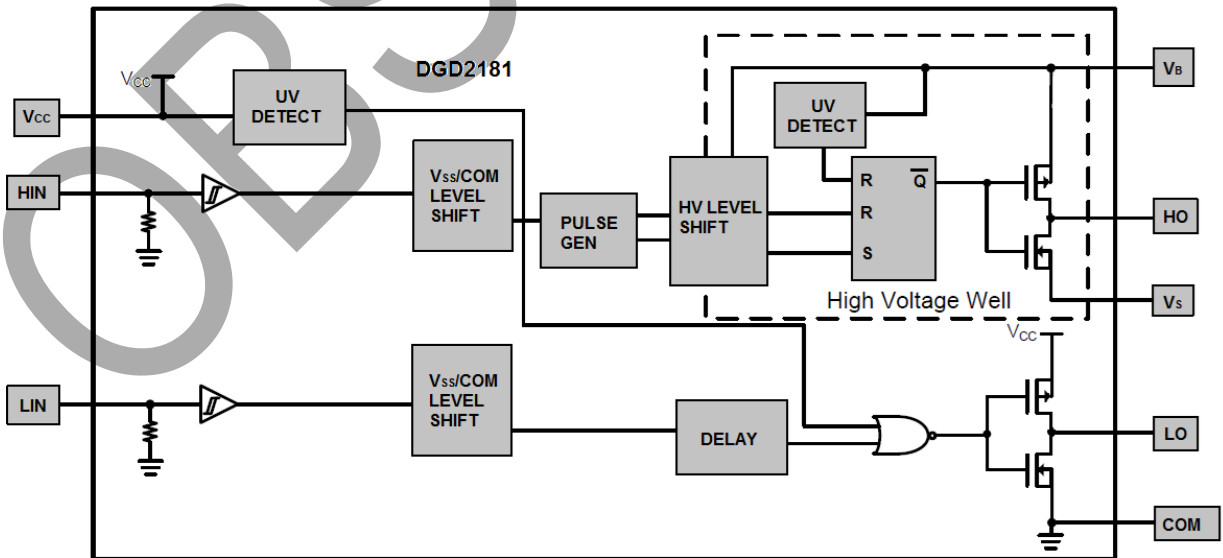 DGD2181
VB
VCC
UV
DETECT
UV
DETECT
VCC
HIN
VSS/COM
LEVEL
SHIFT
PULSE
GEN
HV LEVEL
SHIFT
R
Q̅
R
S
HO
High Voltage Well
VS
VCC
LIN
VSS/COM
LEVEL
SHIFT
DELAY
LO
COM